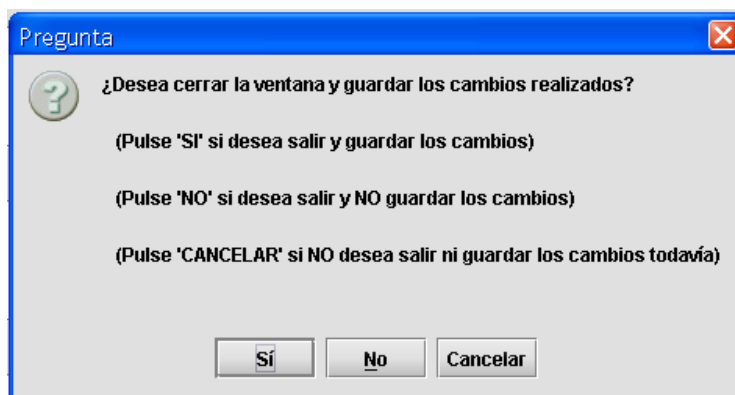 Pregunta
¿Desea cerrar la ventana y guardar los cambios realizados?
(Pulse 'SI' si desea salir y guardar los cambios)
(Pulse 'NO' si desea salir y NO guardar los cambios)
(Pulse 'CANCELAR' si NO desea salir ni guardar los cambios todavía)
Sí No Cancelar